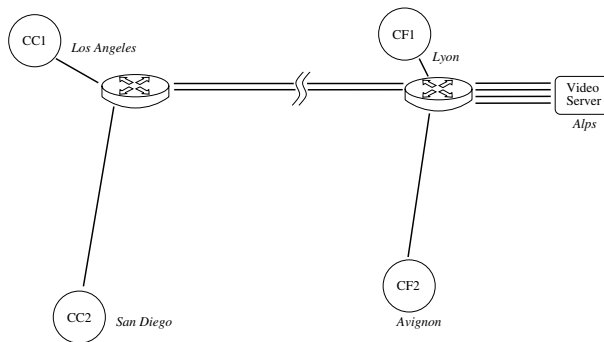 CC1
Los Angeles
CF1
Lyon
Video
Server
Alps
CC2
San Diego
CF2
Avignon